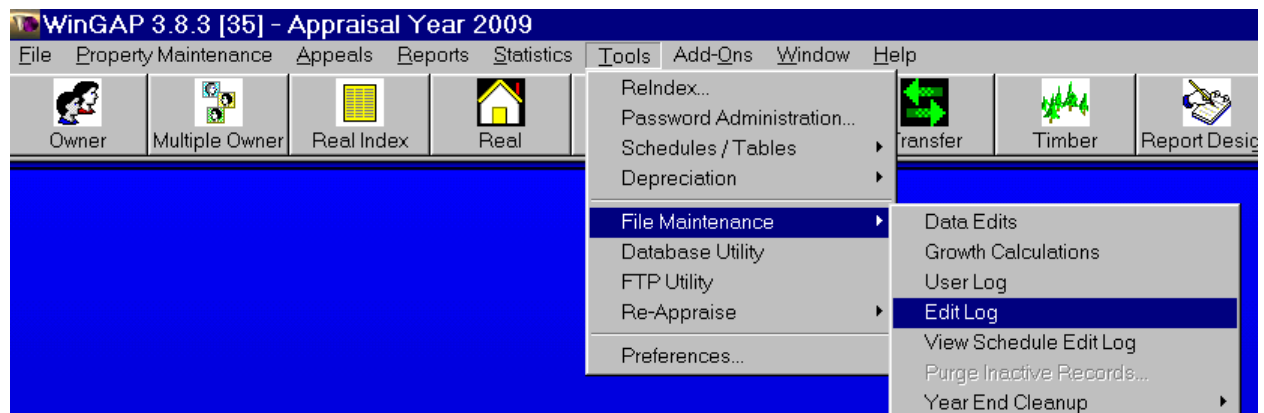 WinGAP 3.8.3 [35] - Appraisal Year 2009
File Property Maintenance Appeals Reports Statistics Tools Add-Ons Window Help
Owner Multiple Owner Real Index Real Transfer Timber Report Desig
ReIndex...
Password Administration...
Schedules / Tables
Depreciation
File Maintenance
Database Utility
FTP Utility
Re-Appraise
Preferences...
Data Edits
Growth Calculations
User Log
Edit Log
View Schedule Edit Log
Purge Inactive Records...
Year End Cleanup